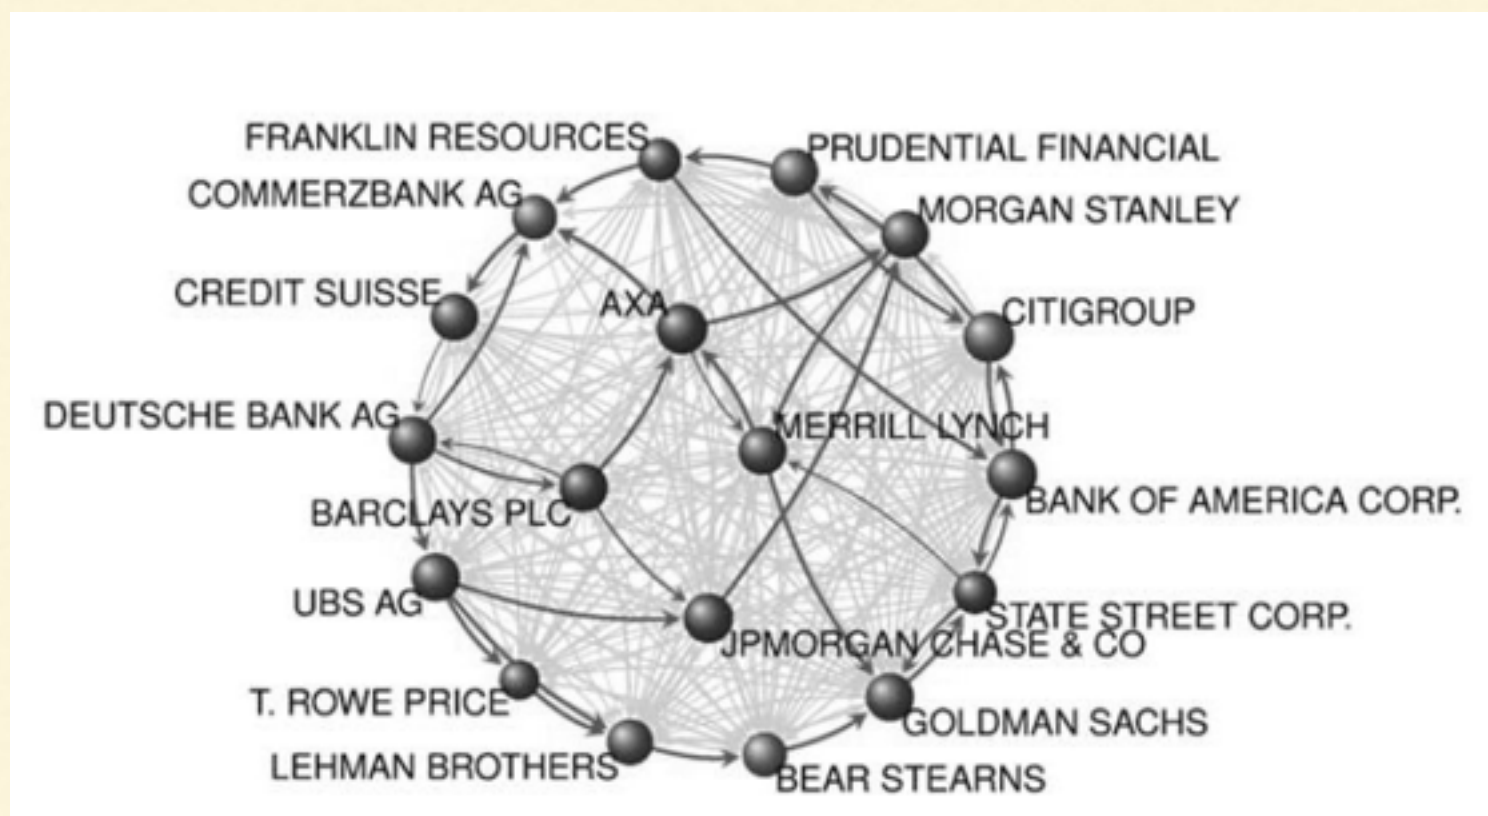 FRANKLIN RESOURCES
PRUDENTIAL FINANCIAL
COMMERZBANK AG
MORGAN STANLEY
CREDIT SUISSE
AXA
CITIGROUP
DEUTSCHE BANK AG
MERRILL LYNCH
BANK OF AMERICA CORP.
BARCLAYS PLC
UBS AG
STATE STREET CORP.
JPMORGAN CHASE & CO
T. ROWE PRICE
GOLDMAN SACHS
LEHMAN BROTHERS
BEAR STEARNS